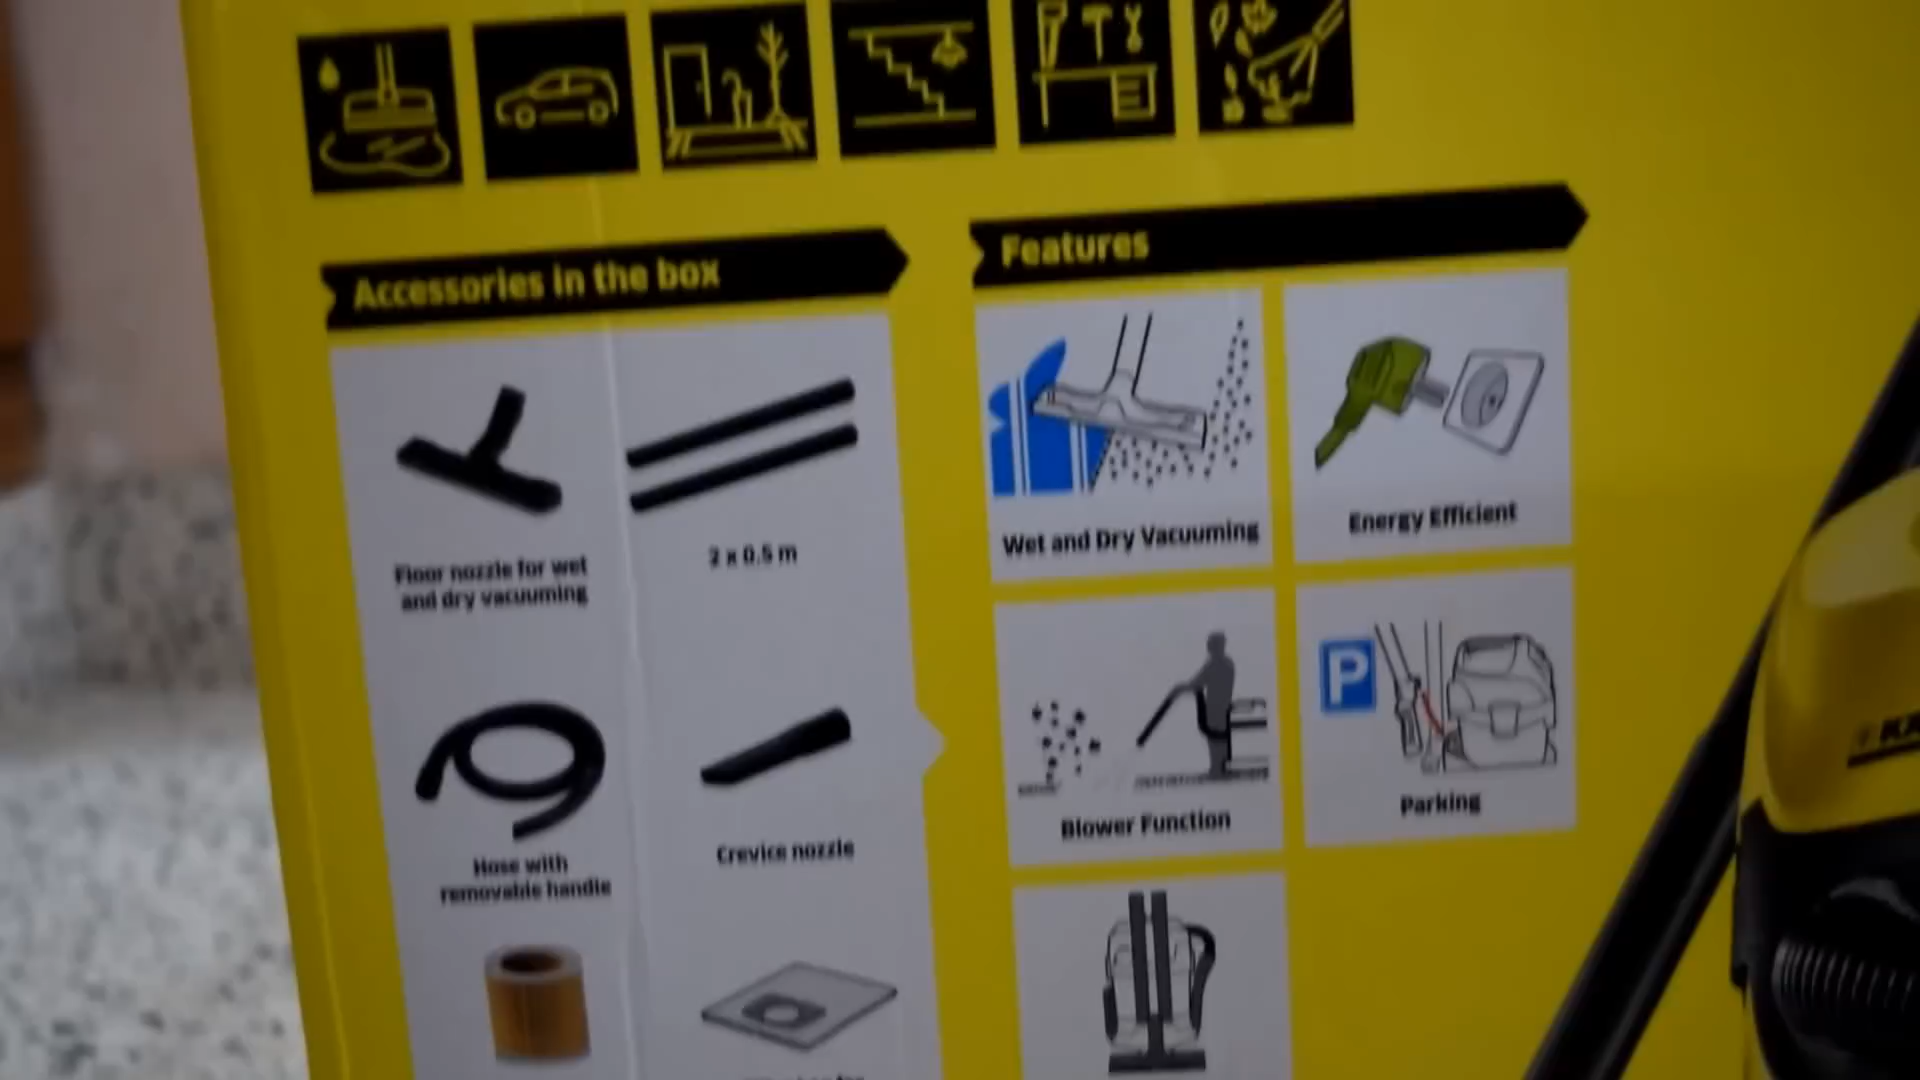 Accessories in the box
Features
Floor nozzle for wet
and dry vacuuming
2 x 0.5 m
Wet and Dry Vacuuming
Energy Efficient
Hose with
removable handle
Crevice nozzle
Blower Function
P
Parking